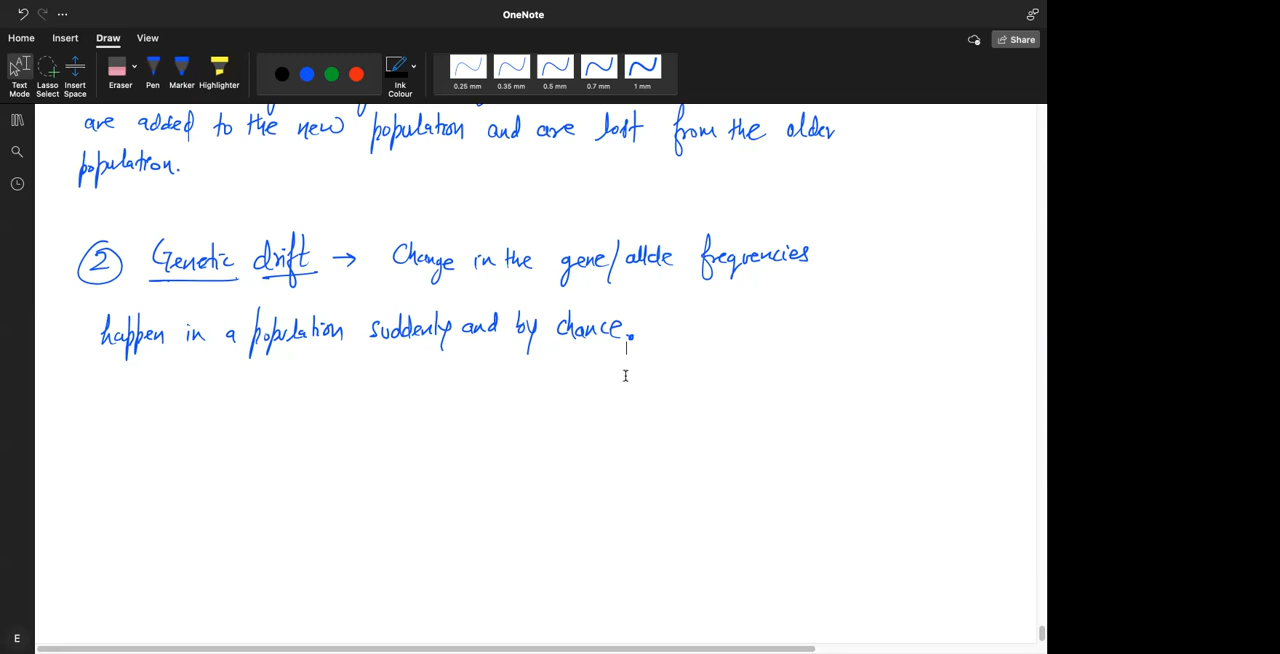 OneNote
Home Insert Draw View
Share
Text Mode Lasso Select Insert Space Eraser Pen Marker Highlighter Ink Colour 0.25 mm 0.35 mm 0.5 mm 0.7 mm 1 mm
are added to the new population and are lost from the older
population.
2 Genetic drift → Change in the gene/allele frequencies
happen in a population suddenly and by chance.
E